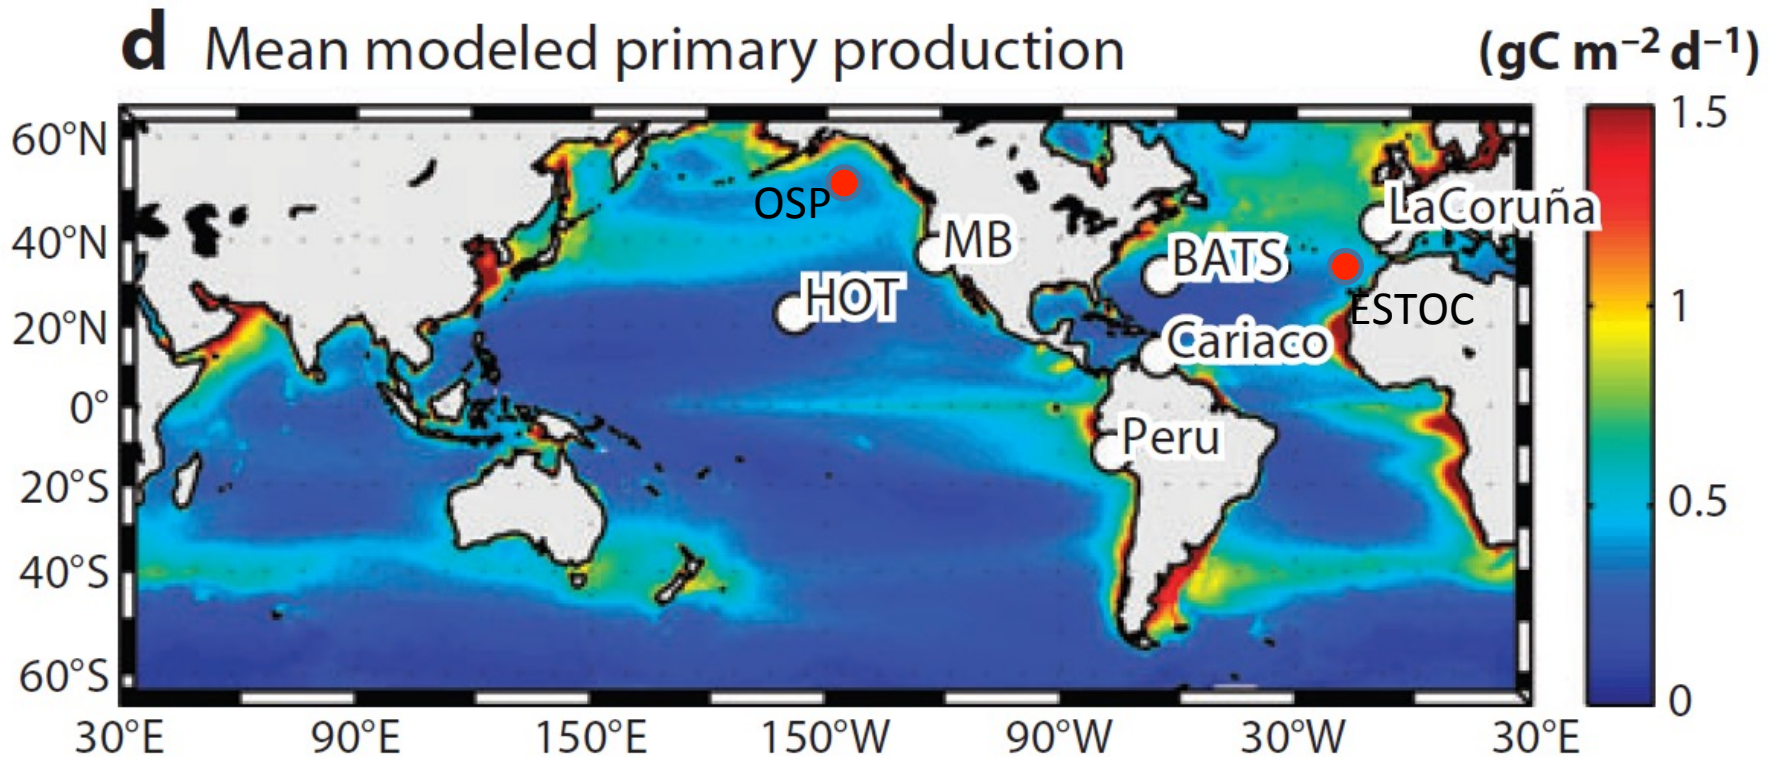 d Mean modeled primary production
(gC m⁻² d⁻¹)
60°N
40°N
20°N
0°
20°S
40°S
60°S
OSP
MB
HOT
BATS
LaCoruña
ESTOC
Cariaco
Peru
1.5
1
0.5
0
30°E 90°E 150°E 150°W 90°W 30°W 30°E